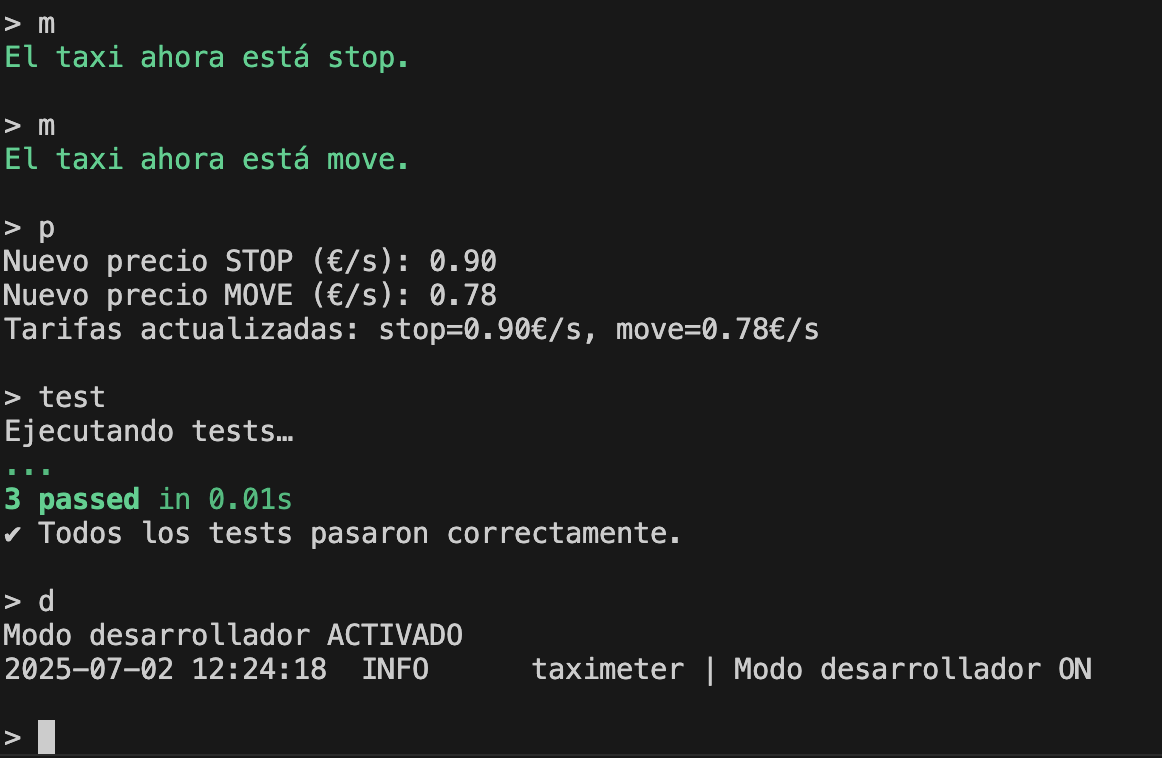 > m
El taxi ahora está stop.
> m
El taxi ahora está move.
> p
Nuevo precio STOP (€/s): 0.90
Nuevo precio MOVE (€/s): 0.78
Tarifas actualizadas: stop=0.90€/s, move=0.78€/s
> test
Ejecutando tests…
...
3 passed in 0.01s
✔ Todos los tests pasaron correctamente.
> d
Modo desarrollador ACTIVADO
2025-07-02 12:24:18  INFO      taximeter | Modo desarrollador ON
>